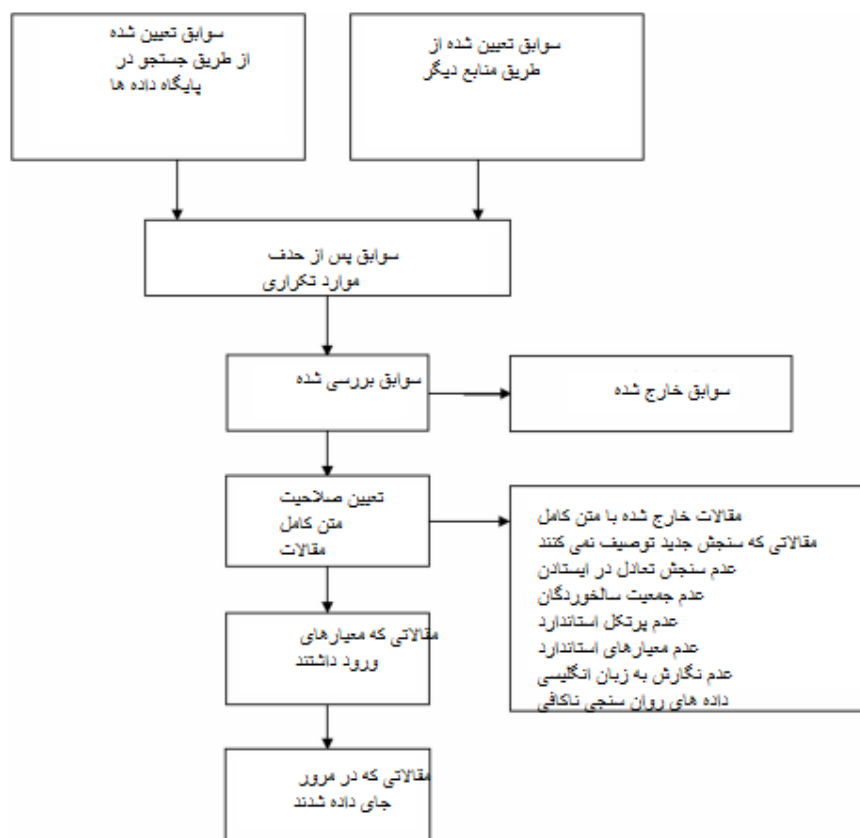 سوابق تعیین شده
از طریق جستجو در
پایگاه داده ها
سوابق تعیین شده از
طریق منابع دیگر
سوابق پس از حذف
موارد تکراری
سوابق بررسی شده
سوابق خارج شده
تعیین صلاحیت
متن کامل
مقالات
مقالات خارج شده با متن کامل
مقالاتی که سنجش جدید توصیف نمی کنند
عدم سنجش تعادل در ایستادن
عدم جمعیت سالخوردگان
عدم پرتکل استاندارد
عدم معیارهای استاندارد
عدم نگارش به زبان انگلیسی
داده های روان سنجی ناکافی
مقالاتی که معیارهای
ورود داشتند
مقالاتی که در مرور
جای داده شدند